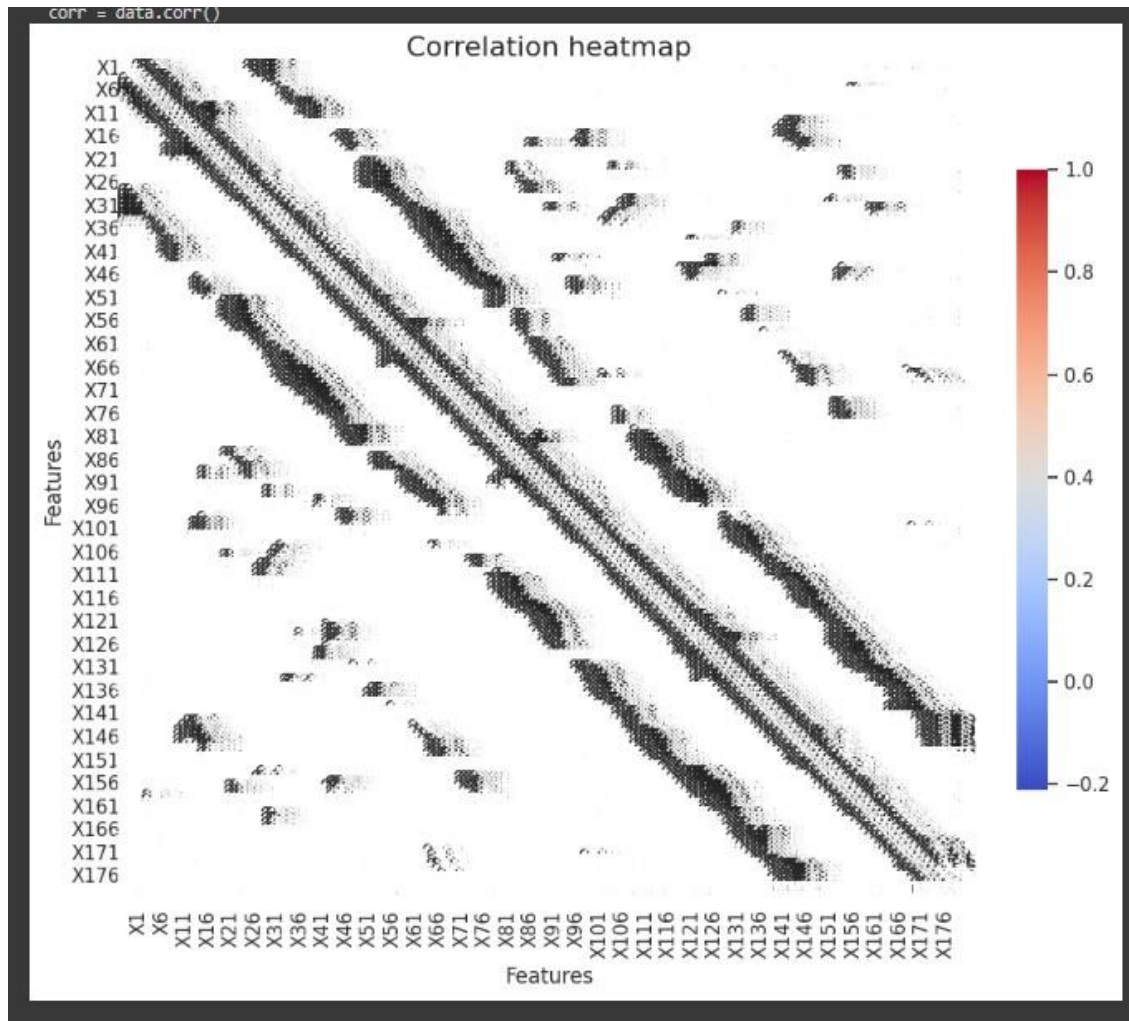 corr = data.corr()
Correlation heatmap
X1
X6
X11
X16
X21
X26
X31
X36
X41
X46
X51
X56
X61
X66
X71
X76
X81
X86
X91
X96
X101
X106
X111
X116
X121
X126
X131
X136
X141
X146
X151
X156
X161
X166
X171
X176
Features
X1 X6 X11 X16 X21 X26 X31 X36 X41 X46 X51 X56 X61 X66 X71 X76 X81 X86 X91 X96 X101 X106 X111 X116 X121 X126 X131 X136 X141 X146 X151 X156 X161 X166 X171 X176
Features
1.0
0.8
0.6
0.4
0.2
0.0
−0.2